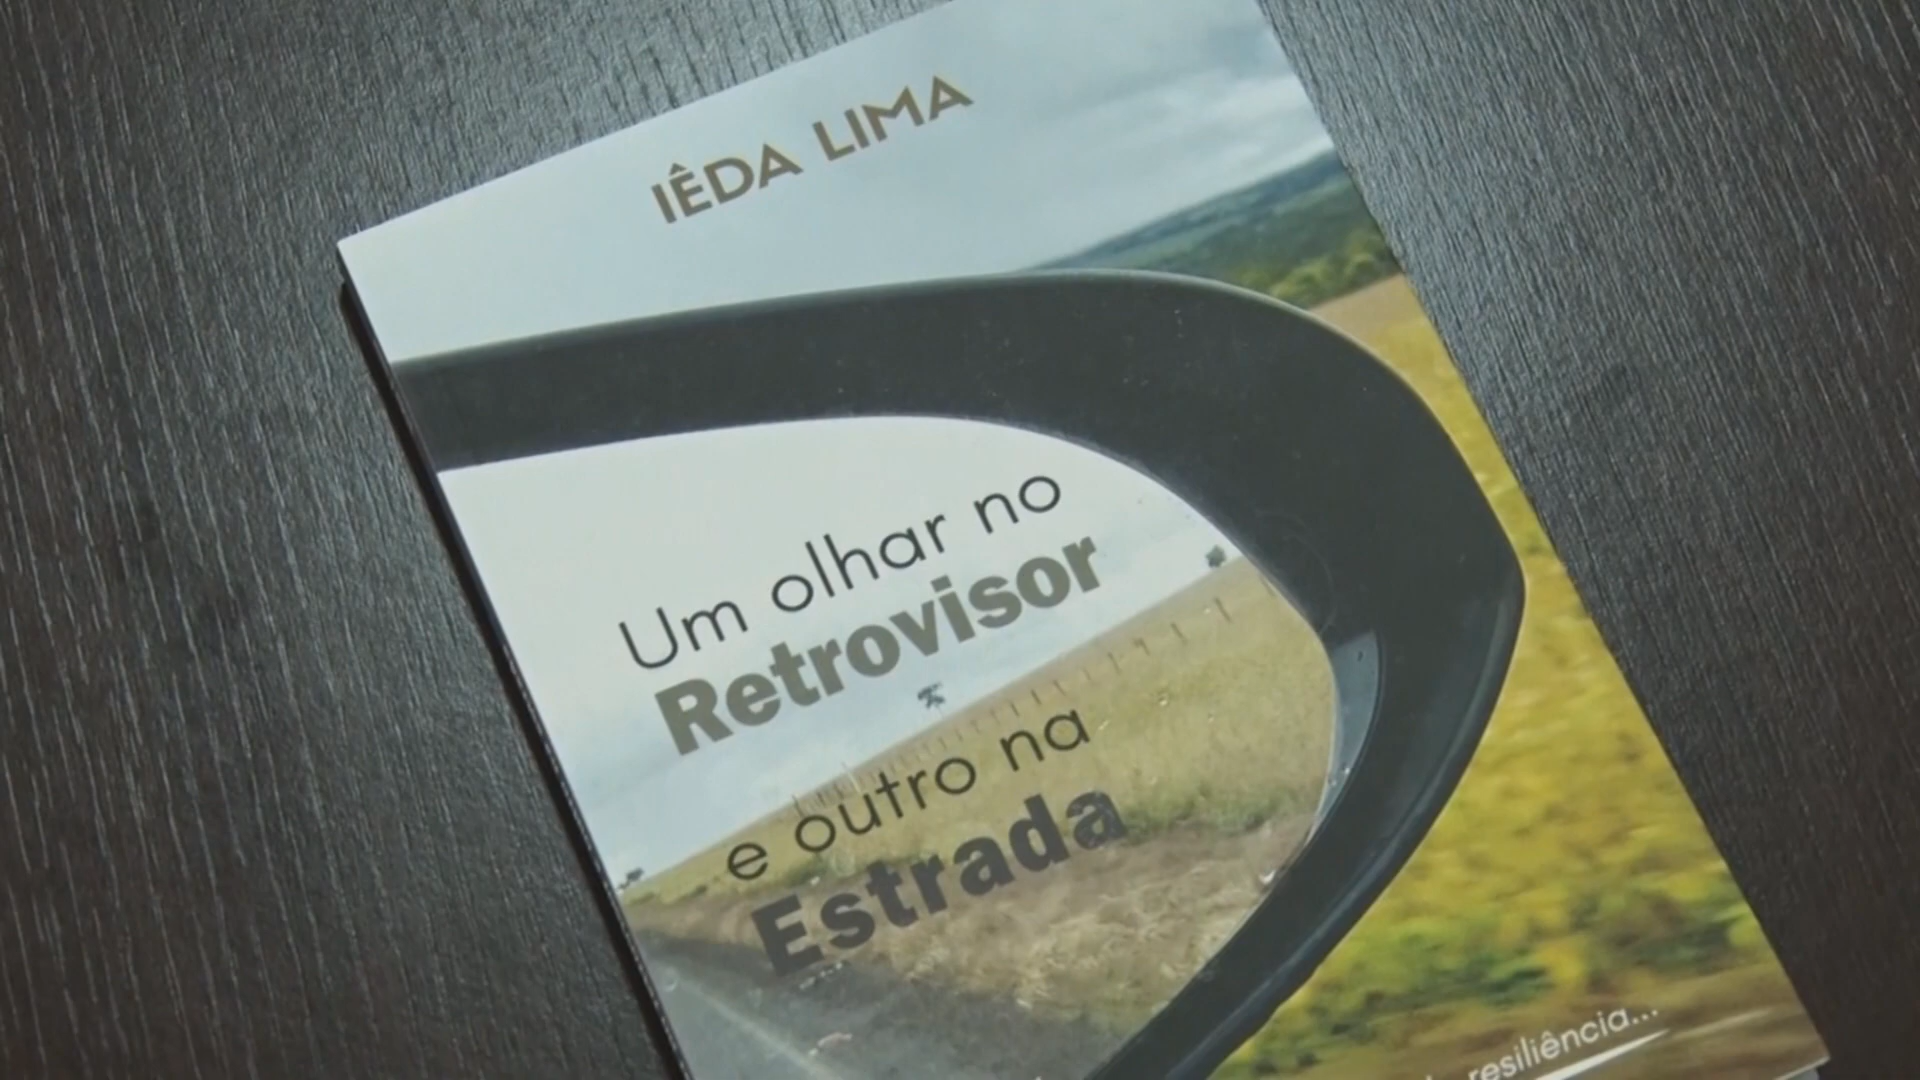 IÊDA LIMA
Um olhar no
Retrovisor
e outro na
Estrada
resiliência...